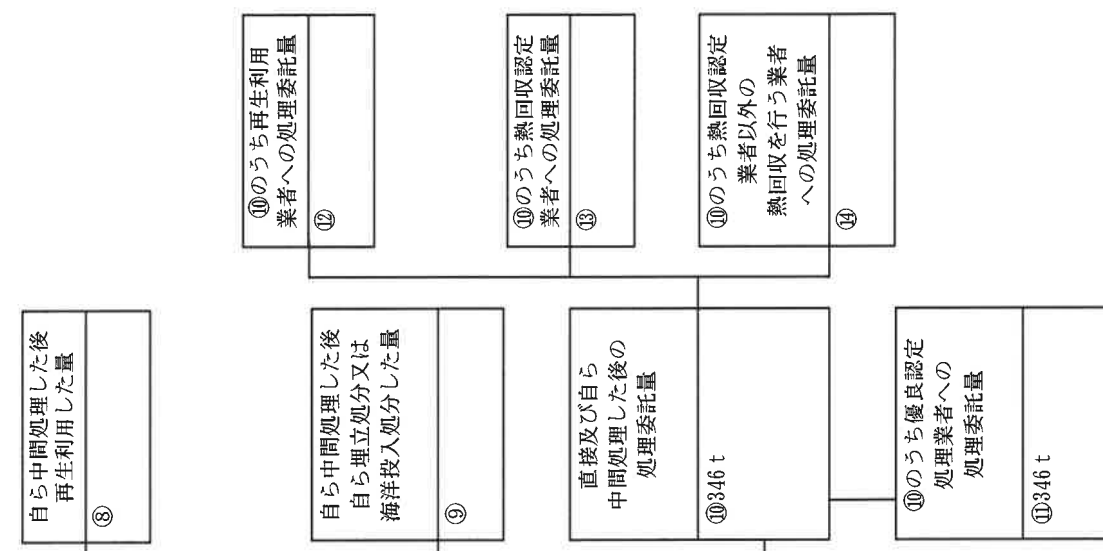 自ら中間処理した後
再生利用した量
⑧
自ら中間処理した後
自ら埋立処分又は
海洋投入処分した量
⑨
直接及び自ら
中間処理した後の
処理委託量
⑩346 t
⑩のうち優良認定
処理業者への
処理委託量
⑪346 t
⑩のうち再生利用
業者への処理委託量
⑫
⑩のうち熱回収認定
業者への処理委託量
⑬
⑩のうち熱回収認定
業者以外の
熱回収を行う業者
への処理委託量
⑭